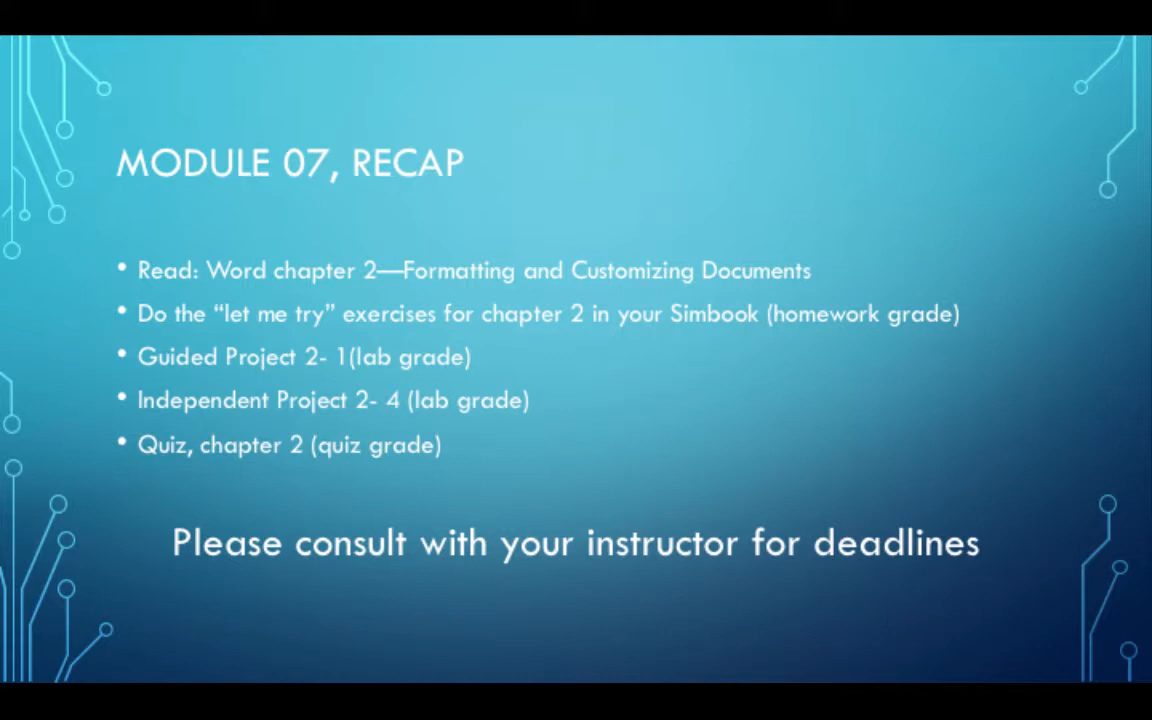 MODULE 07, RECAP
• Read: Word chapter 2—Formatting and Customizing Documents
• Do the “let me try” exercises for chapter 2 in your Simbook (homework grade)
• Guided Project 2- 1(lab grade)
• Independent Project 2- 4 (lab grade)
• Quiz, chapter 2 (quiz grade)
Please consult with your instructor for deadlines